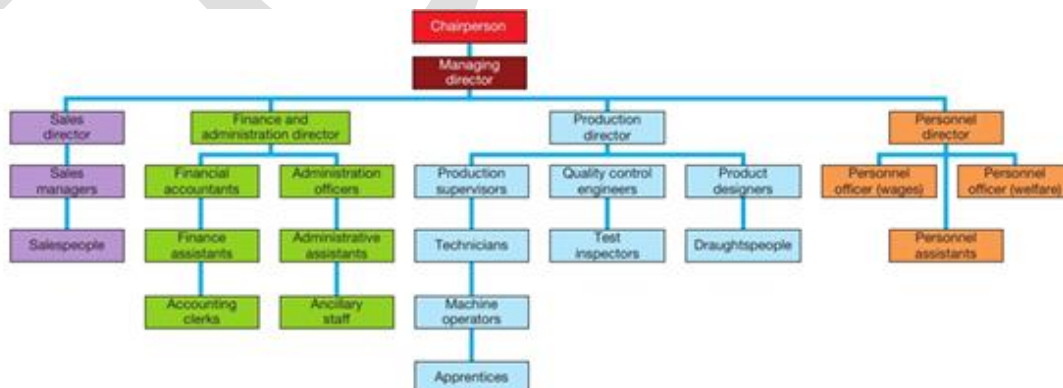 Chairperson
Managing
director
Sales
director
Finance and
administration director
Production
director
Personnel
director
Sales
managers
Financial
accountants
Administration
officers
Production
supervisors
Quality control
engineers
Product
designers
Personnel
officer (wages)
Personnel
officer (welfare)
Salespeople
Finance
assistants
Administrative
assistants
Technicians
Test
inspectors
Draughtspeople
Personnel
assistants
Accounting
clerks
Ancillary
staff
Machine
operators
Apprentices